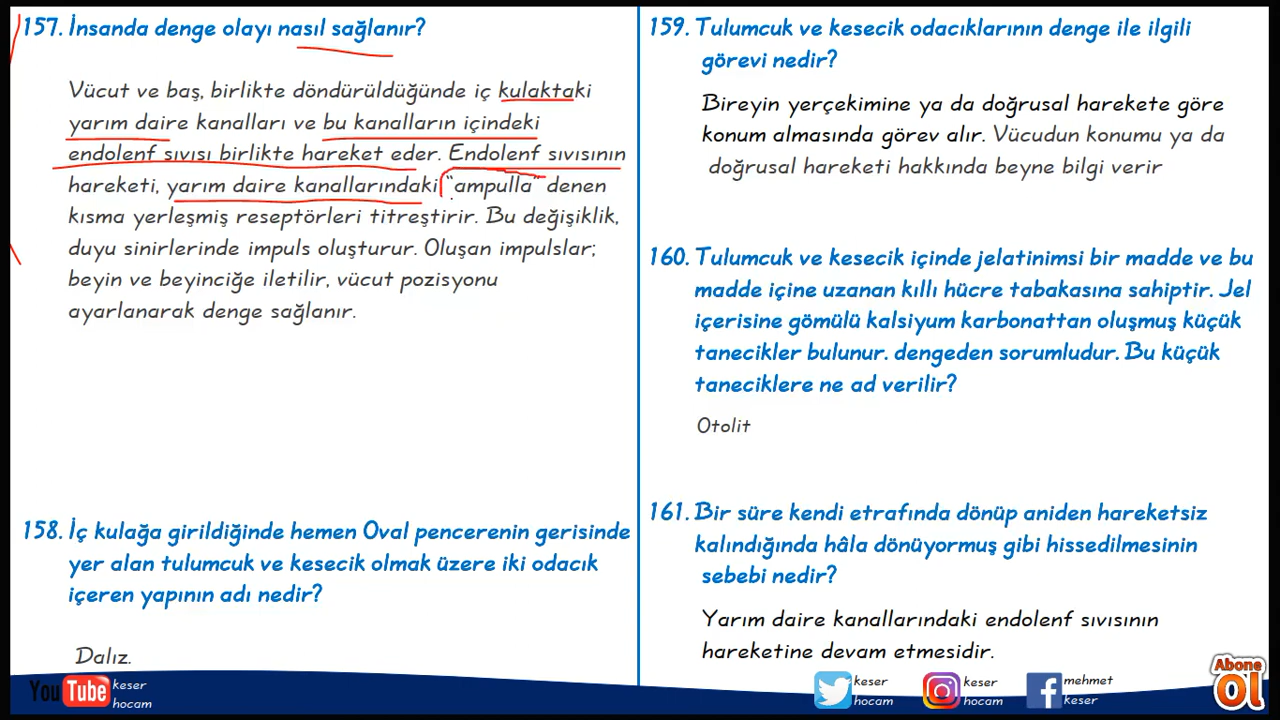 157. İnsanda denge olayı nasıl sağlanır?
Vücut ve baş, birlikte döndürüldüğünde iç kulaktaki
yarım daire kanalları ve bu kanalların içindeki
endolenf sıvısı birlikte hareket eder. Endolenf sıvısının
hareketi, yarım daire kanallarındaki "ampulla" denen
kısma yerleşmiş reseptörleri titreştirir. Bu değişiklik,
duyu sinirlerinde impuls oluşturur. Oluşan impulslar;
beyin ve beyinciğe iletilir, vücut pozisyonu
ayarlanarak denge sağlanır.
158. İç kulağa girildiğinde hemen Oval pencerenin gerisinde
yer alan tulumcuk ve kesecik olmak üzere iki odacık
içeren yapının adı nedir?
Dalız.
159. Tulumcuk ve kesecik odacıklarının denge ile ilgili
görevi nedir?
Bireyin yerçekimine ya da doğrusal harekete göre
konum almasında görev alır. Vücudun konumu ya da
doğrusal hareketi hakkında beyne bilgi verir
160. Tulumcuk ve kesecik içinde jelatinimsi bir madde ve bu
madde içine uzanan kıllı hücre tabakasına sahiptir. Jel
içerisine gömülü kalsiyum karbonattan oluşmuş küçük
tanecikler bulunur. dengeden sorumludur. Bu küçük
taneciklere ne ad verilir?
Otolit
161. Bir süre kendi etrafında dönüp aniden hareketsiz
kalındığında hâla dönüyormuş gibi hissedilmesinin
sebebi nedir?
Yarım daire kanallarındaki endolenf sıvısının
hareketine devam etmesidir.
YouTube keser hocam
keser hocam
keser hocam
mehmet keser
Abone OL